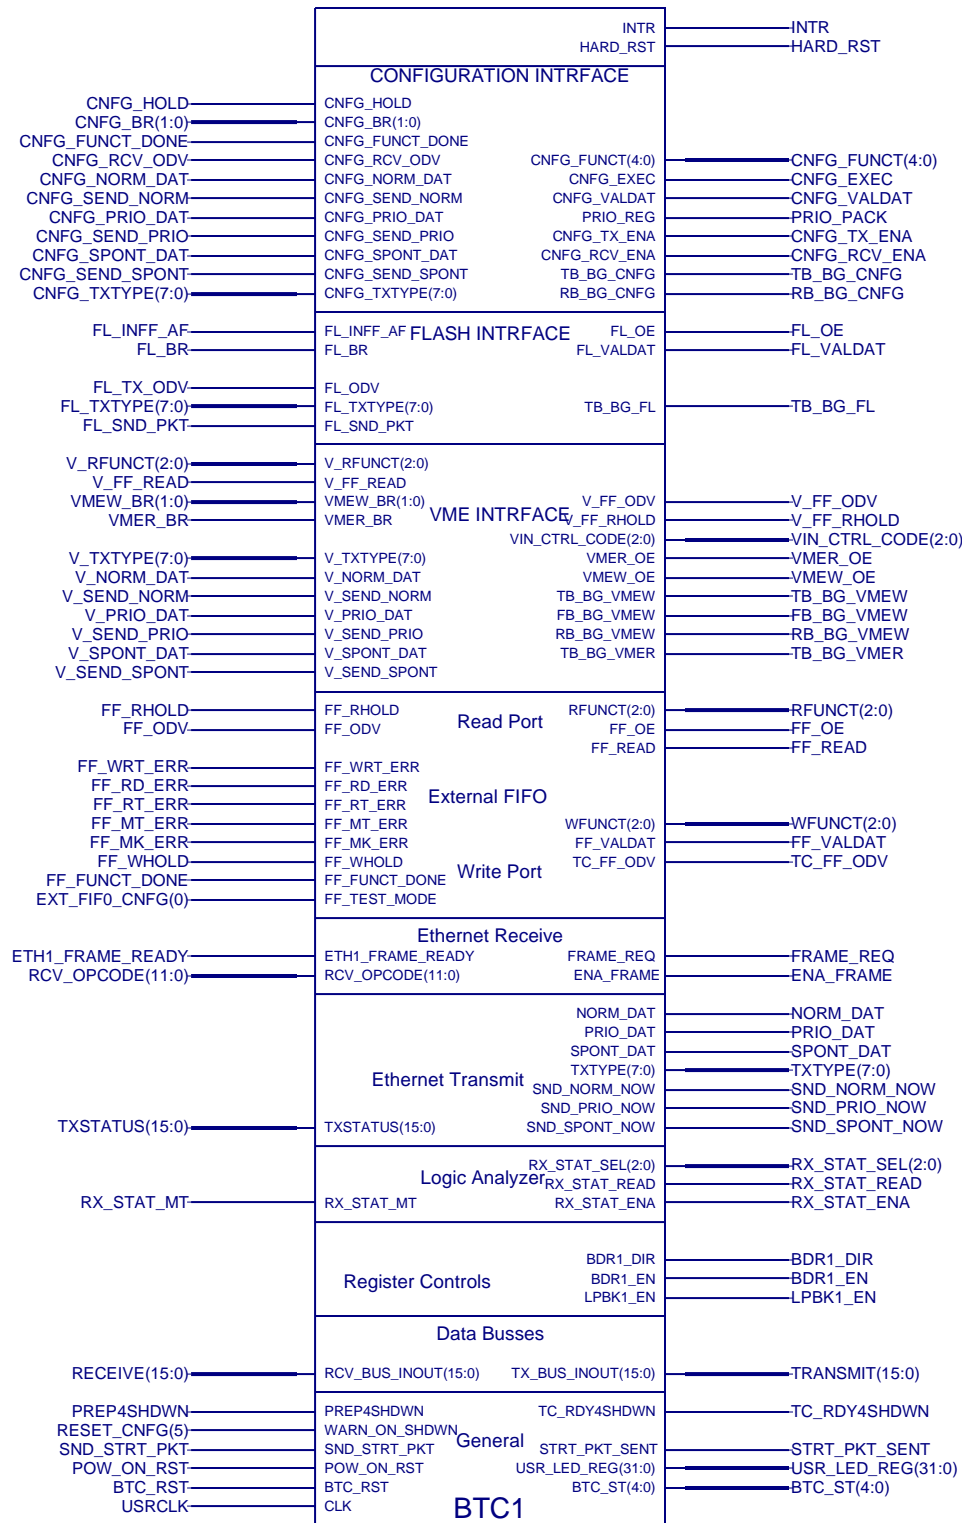 INTR INTR
HARD_RST HARD_RST
CONFIGURATION INTRFACE
CNFG_HOLD CNFG_HOLD
CNFG_BR(1:0) CNFG_BR(1:0)
CNFG_FUNCT_DONE CNFG_FUNCT_DONE
CNFG_RCV_ODV CNFG_RCV_ODV CNFG_FUNCT(4:0) CNFG_FUNCT(4:0)
CNFG_NORM_DAT CNFG_NORM_DAT CNFG_EXEC CNFG_EXEC
CNFG_SEND_NORM CNFG_SEND_NORM CNFG_VALDAT CNFG_VALDAT
CNFG_PRIO_DAT CNFG_PRIO_DAT PRIO_REG PRIO_PACK
CNFG_SEND_PRIO CNFG_SEND_PRIO CNFG_TX_ENA CNFG_TX_ENA
CNFG_SPONT_DAT CNFG_SPONT_DAT CNFG_RCV_ENA CNFG_RCV_ENA
CNFG_SEND_SPONT CNFG_SEND_SPONT TB_BG_CNFG TB_BG_CNFG
CNFG_TXTYPE(7:0) CNFG_TXTYPE(7:0) RB_BG_CNFG RB_BG_CNFG
FL_INFF_AF FL_INFF_AF FLASH INTRFACE FL_OE FL_OE
FL_BR FL_BR FL_VALDAT FL_VALDAT
FL_TX_ODV FL_ODV
FL_TXTYPE(7:0) FL_TXTYPE(7:0) TB_BG_FL TB_BG_FL
FL_SND_PKT FL_SND_PKT
V_RFUNCT(2:0) V_RFUNCT(2:0)
V_FF_READ V_FF_READ
VMEW_BR(1:0) VMEW_BR(1:0) V_FF_ODV V_FF_ODV
VMER_BR VMER_BR VME INTRFACE V_FF_RHOLD V_FF_RHOLD
VIN_CTRL_CODE(2:0) VIN_CTRL_CODE(2:0)
V_TXTYPE(7:0) V_TXTYPE(7:0) VMER_OE VMER_OE
V_NORM_DAT V_NORM_DAT VMEW_OE VMEW_OE
V_SEND_NORM V_SEND_NORM TB_BG_VMEW TB_BG_VMEW
V_PRIO_DAT V_PRIO_DAT FB_BG_VMEW FB_BG_VMEW
V_SEND_PRIO V_SEND_PRIO RB_BG_VMEW RB_BG_VMEW
V_SPONT_DAT V_SPONT_DAT TB_BG_VMER TB_BG_VMER
V_SEND_SPONT V_SEND_SPONT
FF_RHOLD FF_RHOLD Read Port RFUNCT(2:0) RFUNCT(2:0)
FF_ODV FF_ODV FF_OE FF_OE
FF_READ FF_READ
FF_WRT_ERR FF_WRT_ERR
FF_RD_ERR FF_RD_ERR
FF_RT_ERR FF_RT_ERR External FIFO
FF_MT_ERR FF_MT_ERR WFUNCT(2:0) WFUNCT(2:0)
FF_MK_ERR FF_MK_ERR FF_VALDAT FF_VALDAT
FF_WHOLD FF_WHOLD Write Port TC_FF_ODV TC_FF_ODV
FF_FUNCT_DONE FF_FUNCT_DONE
EXT_FIF0_CNFG(0) FF_TEST_MODE
Ethernet Receive
ETH1_FRAME_READY ETH1_FRAME_READY FRAME_REQ FRAME_REQ
RCV_OPCODE(11:0) RCV_OPCODE(11:0) ENA_FRAME ENA_FRAME
NORM_DAT NORM_DAT
PRIO_DAT PRIO_DAT
SPONT_DAT SPONT_DAT
Ethernet Transmit TXTYPE(7:0) TXTYPE(7:0)
SND_NORM_NOW SND_NORM_NOW
SND_PRIO_NOW SND_PRIO_NOW
TXSTATUS(15:0) TXSTATUS(15:0) SND_SPONT_NOW SND_SPONT_NOW
RX_STAT_SEL(2:0) RX_STAT_SEL(2:0)
Logic Analyzer RX_STAT_READ RX_STAT_READ
RX_STAT_MT RX_STAT_MT RX_STAT_ENA RX_STAT_ENA
BDR1_DIR BDR1_DIR
Register Controls BDR1_EN BDR1_EN
LPBK1_EN LPBK1_EN
Data Busses
RECEIVE(15:0) RCV_BUS_INOUT(15:0) TX_BUS_INOUT(15:0) TRANSMIT(15:0)
PREP4SHDWN PREP4SHDWN TC_RDY4SHDWN TC_RDY4SHDWN
RESET_CNFG(5) WARN_ON_SHDWN General
SND_STRT_PKT SND_STRT_PKT STRT_PKT_SENT STRT_PKT_SENT
POW_ON_RST POW_ON_RST USR_LED_REG(31:0) USR_LED_REG(31:0)
BTC_RST BTC_RST BTC_ST(4:0) BTC_ST(4:0)
USRCLK CLK BTC1